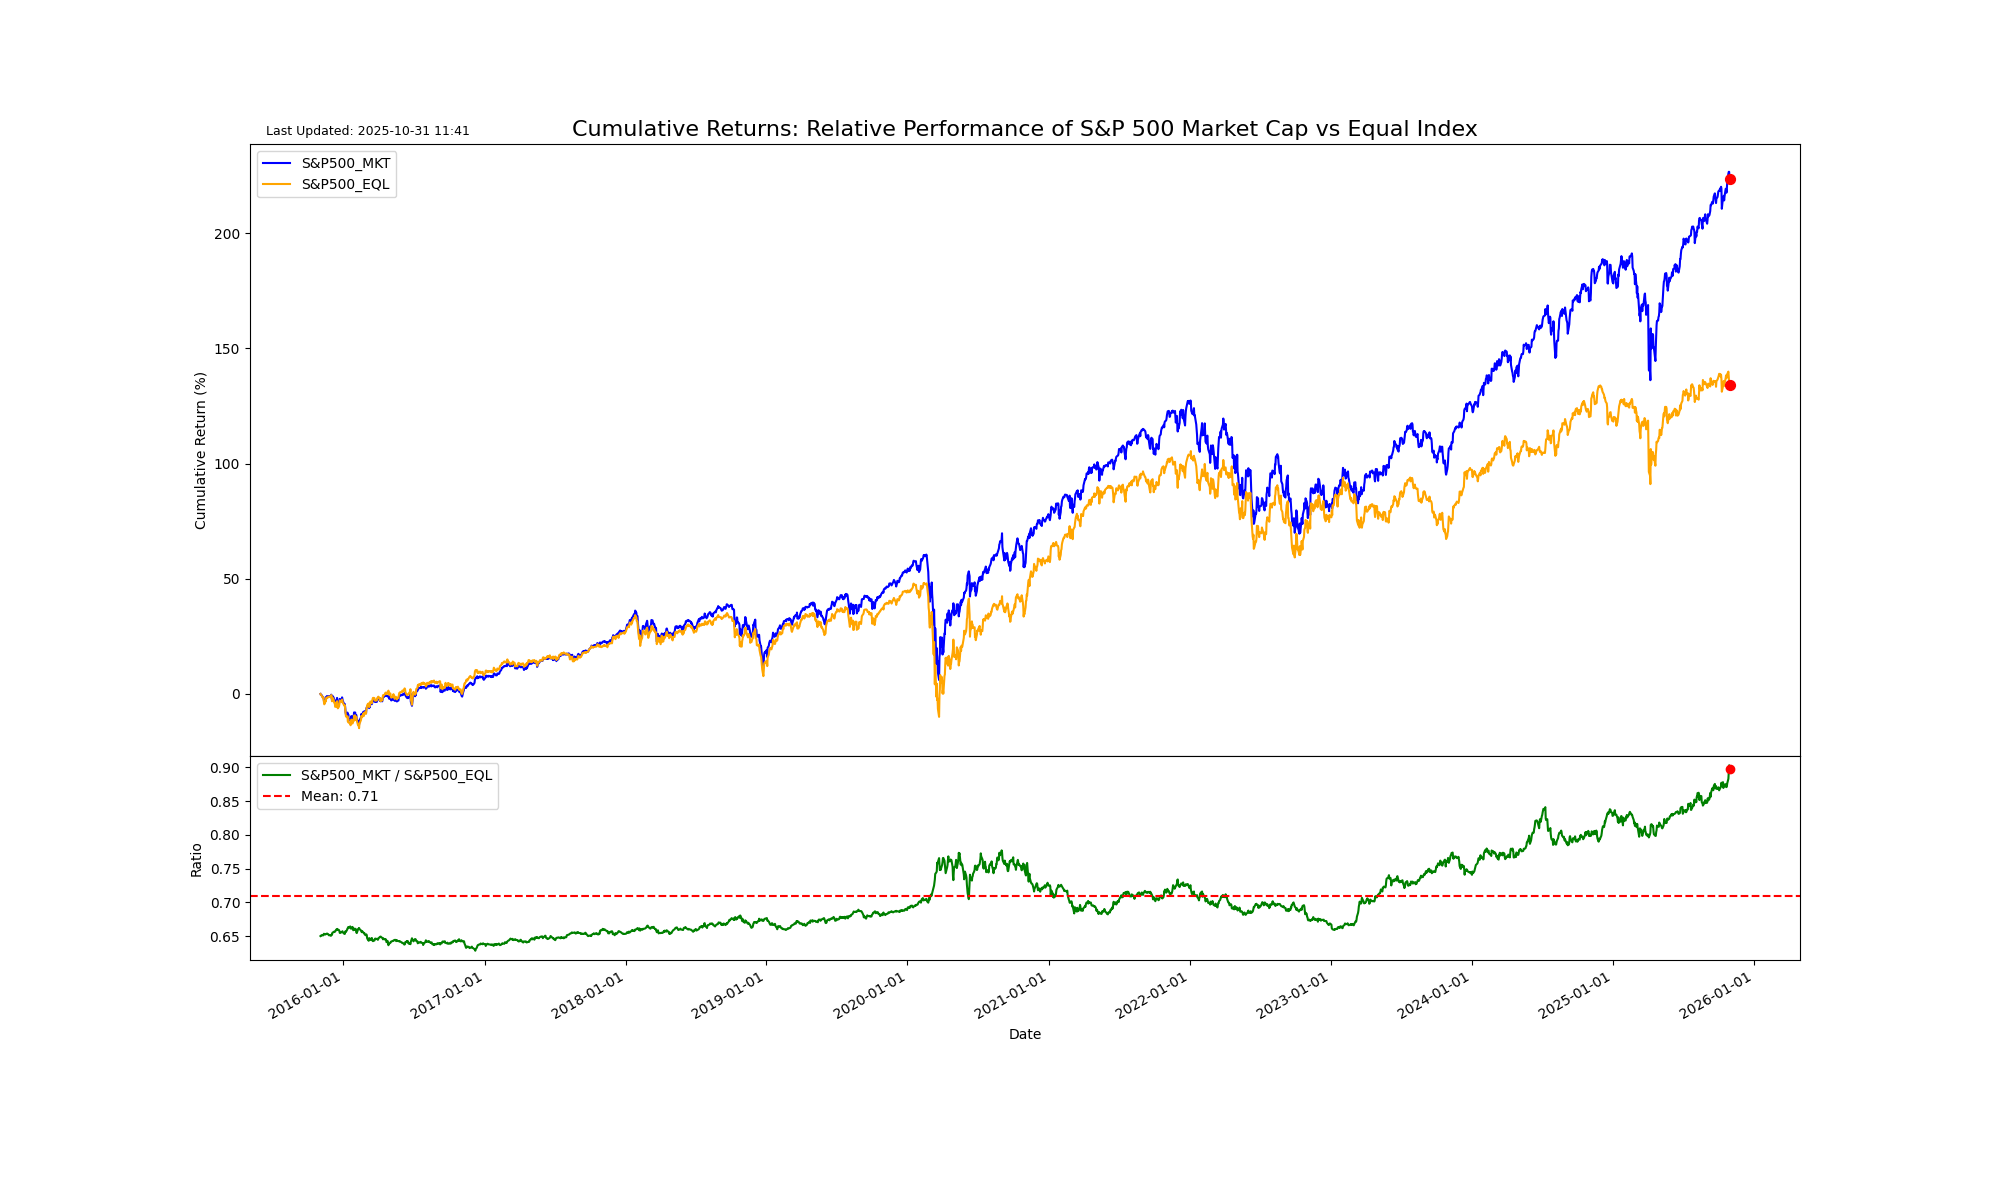 Last Updated: 2025-10-31 11:41
Cumulative Returns: Relative Performance of S&P 500 Market Cap vs Equal Index
S&P500_MKT
S&P500_EQL
200
150
100
50
0
Cumulative Return (%)
S&P500_MKT / S&P500_EQL
Mean: 0.71
0.90
0.85
0.80
0.75
0.70
0.65
Ratio
2016-01-01
2017-01-01
2018-01-01
2019-01-01
2020-01-01
2021-01-01
2022-01-01
2023-01-01
2024-01-01
2025-01-01
2026-01-01
Date